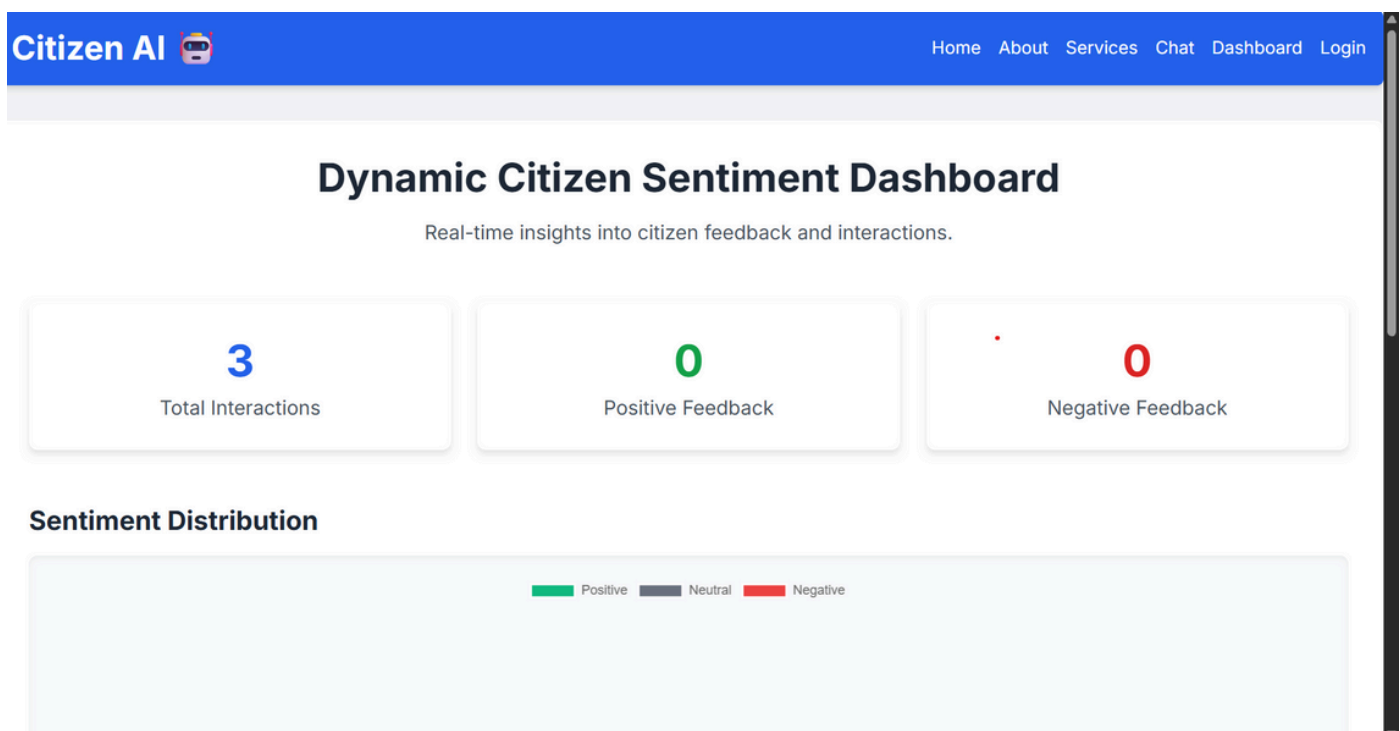 Citizen AI
Home About Services Chat Dashboard Login
Dynamic Citizen Sentiment Dashboard
Real-time insights into citizen feedback and interactions.
3
Total Interactions
0
Positive Feedback
0
Negative Feedback
Sentiment Distribution
Positive Neutral Negative